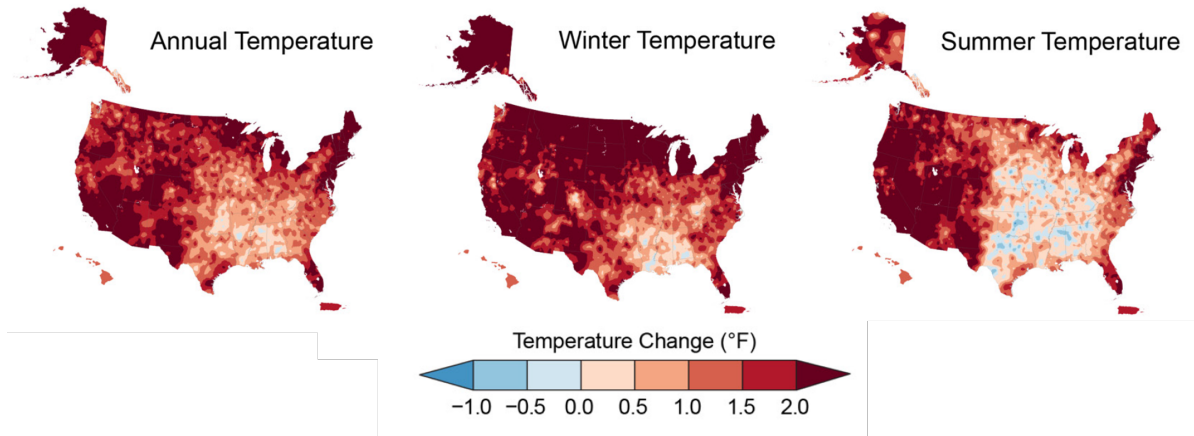 Annual Temperature
Winter Temperature
Summer Temperature
Temperature Change (°F)
−1.0 −0.5 0.0 0.5 1.0 1.5 2.0